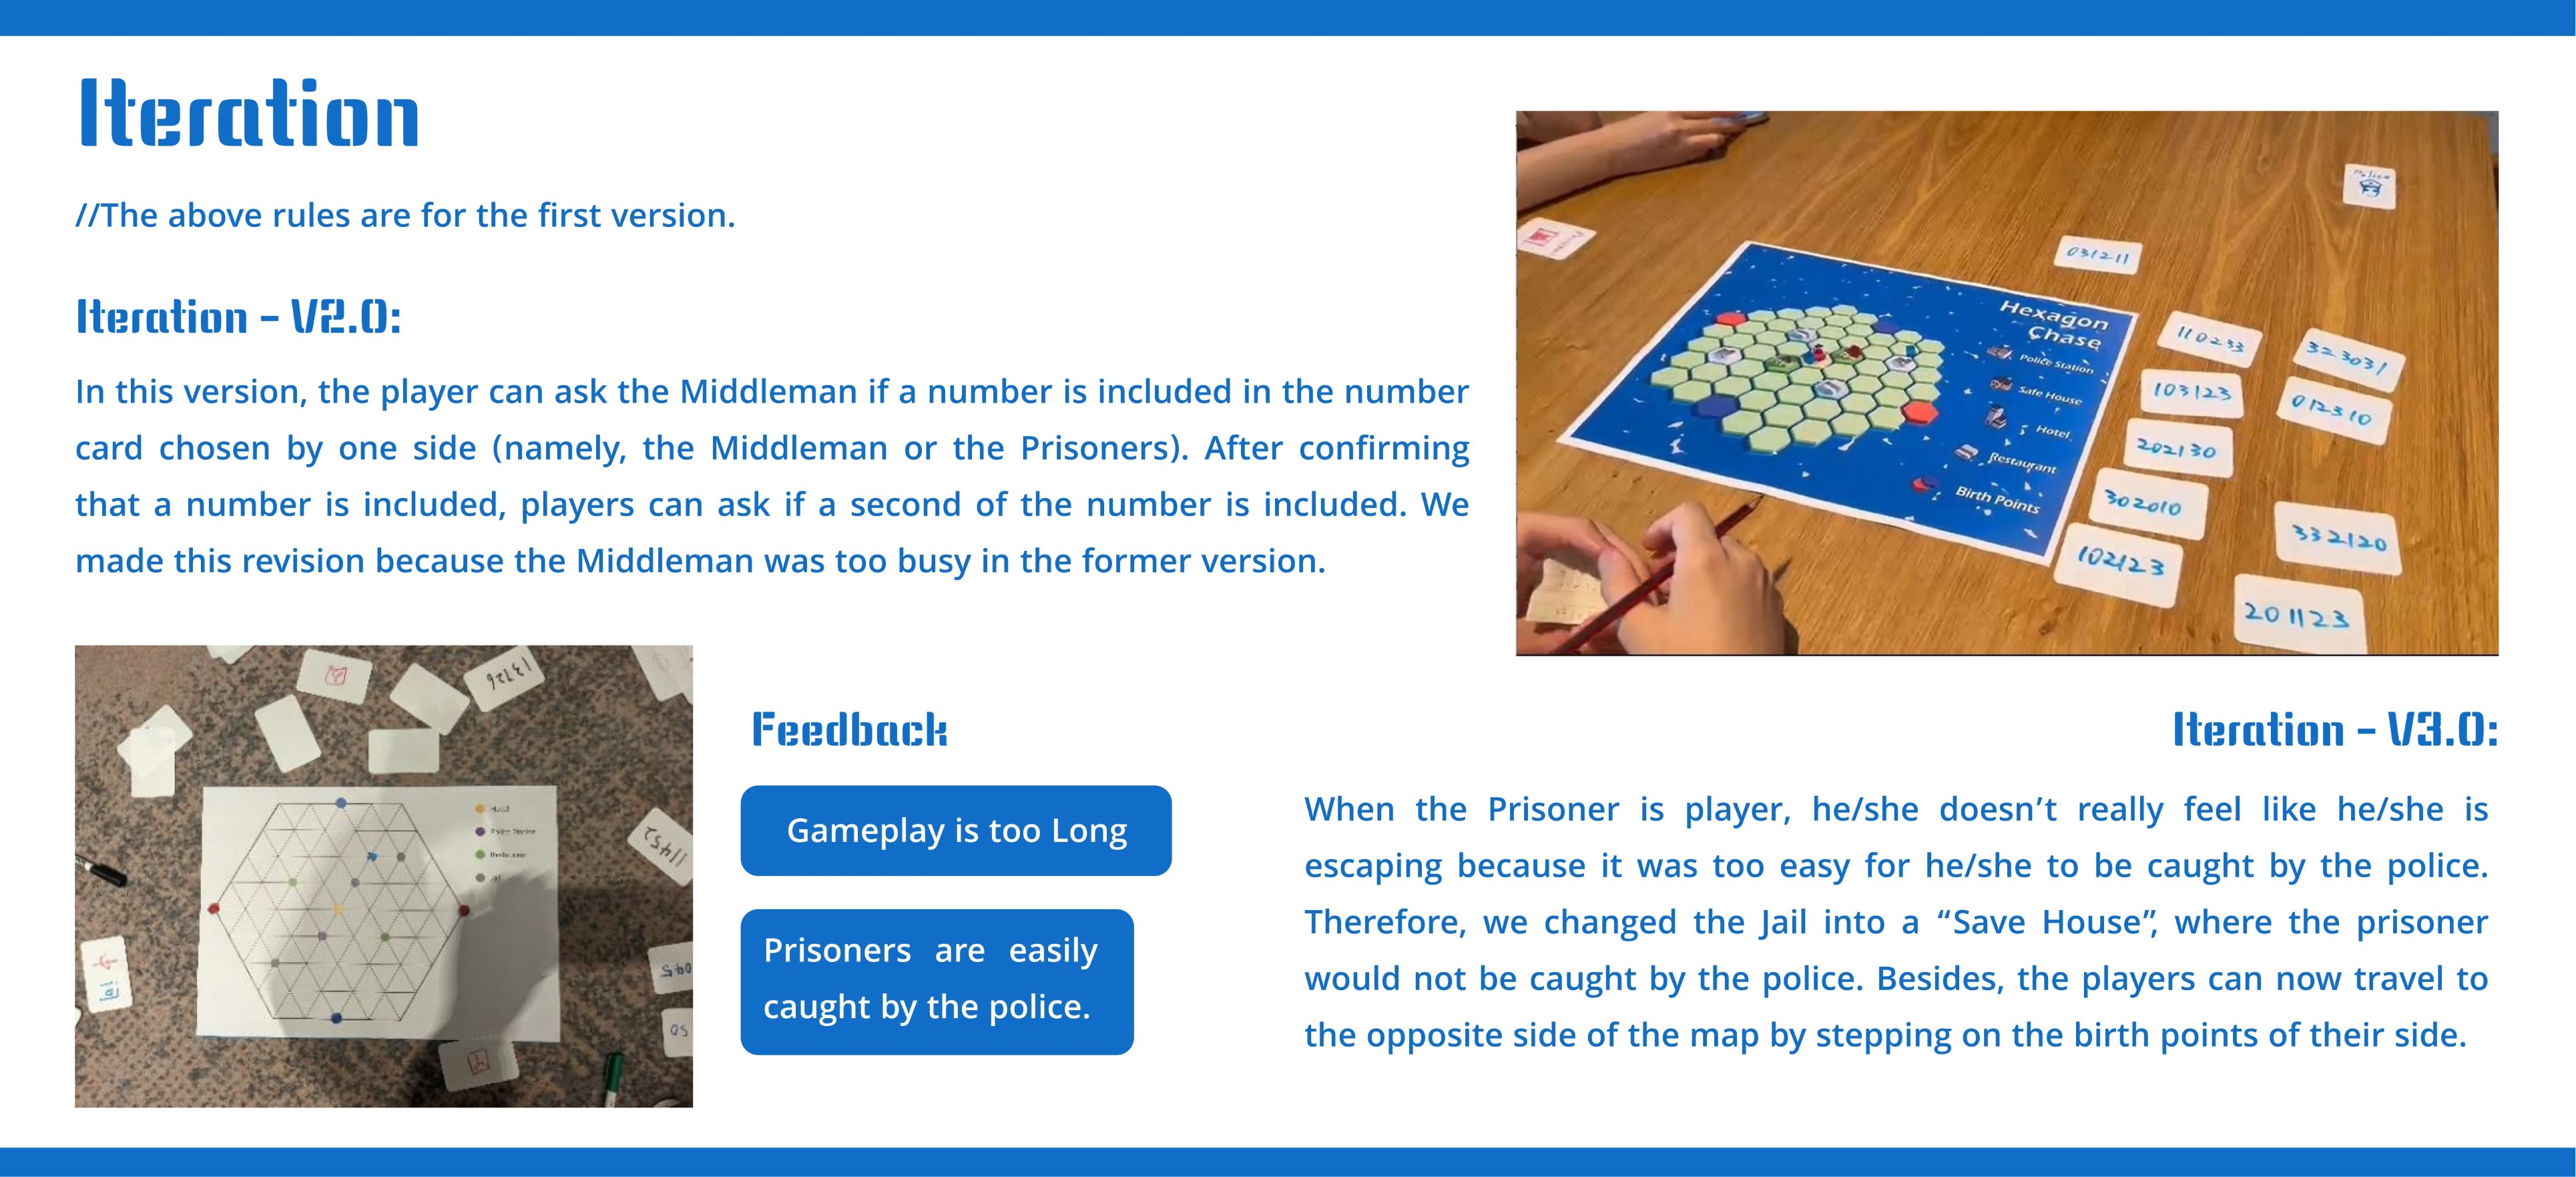 Iteration
//The above rules are for the first version.
Iteration - V2.0:
In this version, the player can ask the Middleman if a number is included in the number
card chosen by one side (namely, the Middleman or the Prisoners). After confirming
that a number is included, players can ask if a second of the number is included. We
made this revision because the Middleman was too busy in the former version.
Police
031211
Hexagon
Chase
Police Station
Safe House
Hotel
Restaurant
Birth Points
110233
323031
103123
012310
202130
302010
332120
102123
201123
Hotel
Police Station
Restaurant
Jail
11452
Feedback
Gameplay is too Long
Prisoners are easily
caught by the police.
Iteration - V3.0:
When the Prisoner is player, he/she doesn’t really feel like he/she is
escaping because it was too easy for he/she to be caught by the police.
Therefore, we changed the Jail into a “Save House”, where the prisoner
would not be caught by the police. Besides, the players can now travel to
the opposite side of the map by stepping on the birth points of their side.